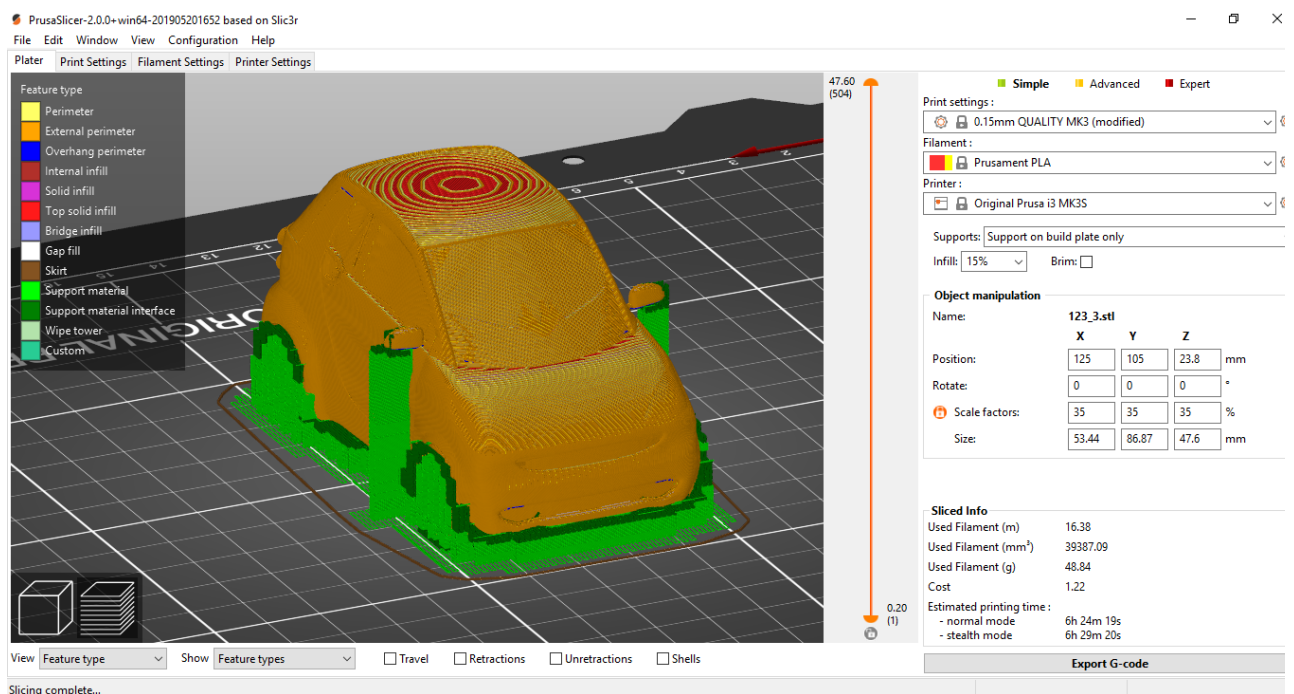 PrusaSlicer-2.0.0+win64-201905201652 based on Slic3r
File Edit Window View Configuration Help
Plater Print Settings Filament Settings Printer Settings
Feature type
Perimeter
External perimeter
Overhang perimeter
Internal infill
Solid infill
Top solid infill
Bridge infill
Gap fill
Skirt
Support material
Support material interface
Wipe tower
Custom
ORIGINAL
12
13
14
16
6
4
2
47.60
(504)
0.20
(1)
Simple Advanced Expert
Print settings :
0.15mm QUALITY MK3 (modified)
Filament :
Prusament PLA
Printer :
Original Prusa i3 MK3S
Supports: Support on build plate only
Infill: 15% Brim:
Object manipulation
Name: 123_3.stl
X Y Z
Position: 125 105 23.8 mm
Rotate: 0 0 0 °
Scale factors: 35 35 35 %
Size: 53.44 86.87 47.6 mm
Sliced Info
Used Filament (m) 16.38
Used Filament (mm³) 39387.09
Used Filament (g) 48.84
Cost 1.22
Estimated printing time :
- normal mode 6h 24m 19s
- stealth mode 6h 29m 20s
View Feature type Show Feature types Travel Retractions Unretractions Shells
Export G-code
Slicing complete...